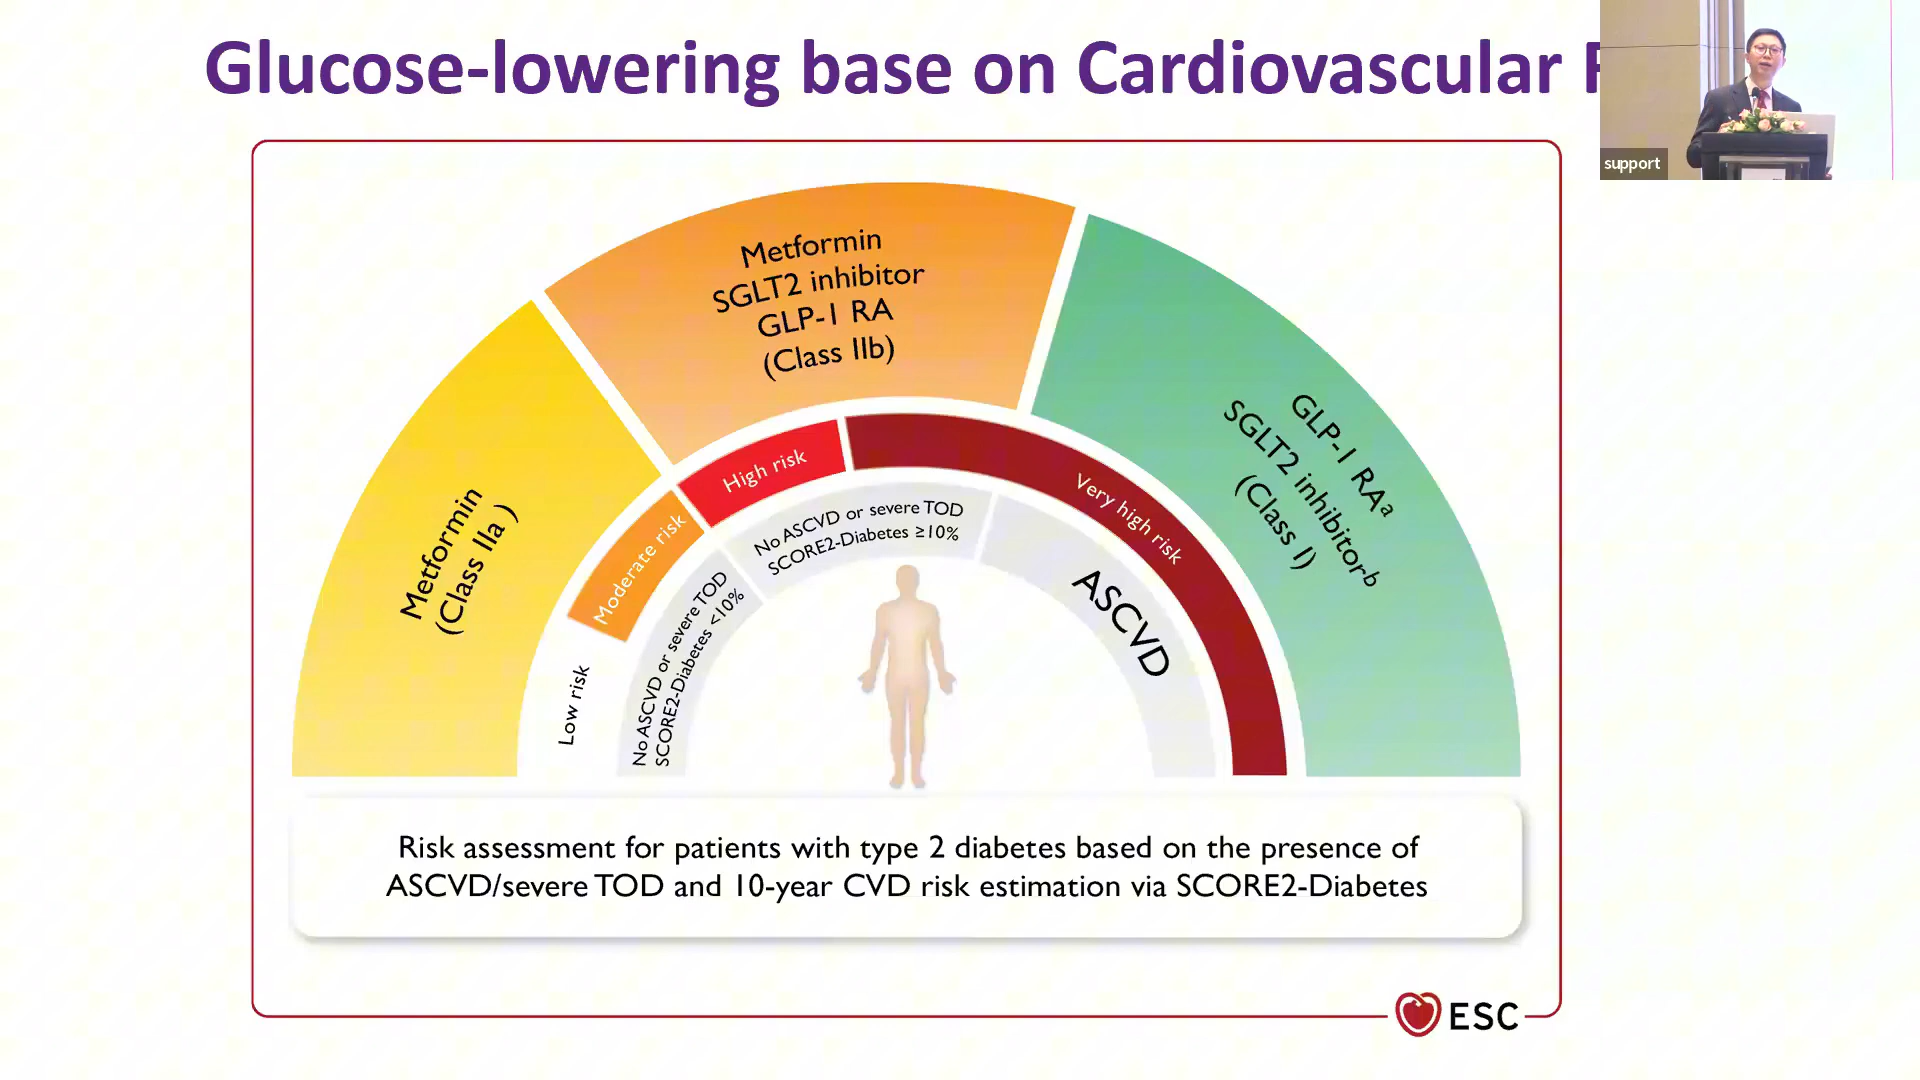 Glucose-lowering base on Cardiovascular
support
Metformin
(Class IIa )
Metformin
SGLT2 inhibitor
GLP-1 RA
(Class IIb)
GLP-1 RAa
SGLT2 inhibitorb
(Class I)
Low risk
Moderate risk
High risk
Very high risk
No ASCVD or severe TOD
SCORE2-Diabetes <10%
No ASCVD or severe TOD
SCORE2-Diabetes ≥10%
ASCVD
Risk assessment for patients with type 2 diabetes based on the presence of
ASCVD/severe TOD and 10-year CVD risk estimation via SCORE2-Diabetes
ESC